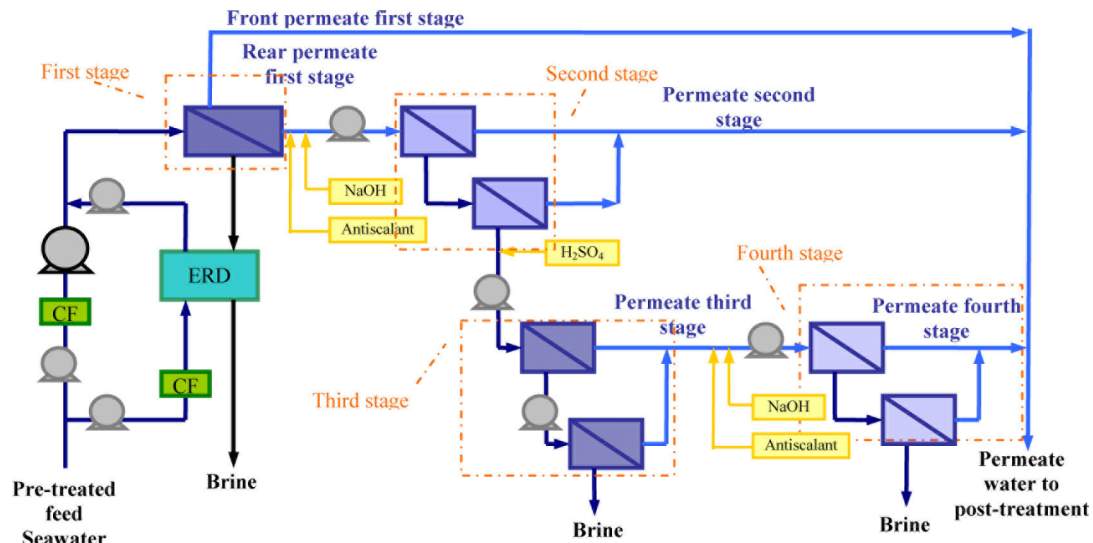 Front permeate first stage
Rear permeate
first stage
First stage
Second stage
Permeate second
stage
NaOH
Antiscalant
H₂SO₄
ERD
CF
CF
Fourth stage
Permeate third
stage
Permeate fourth
stage
Third stage
NaOH
Antiscalant
Brine
Pre-treated
feed
Seawater
Brine
Brine
Permeate
water to
post-treatment